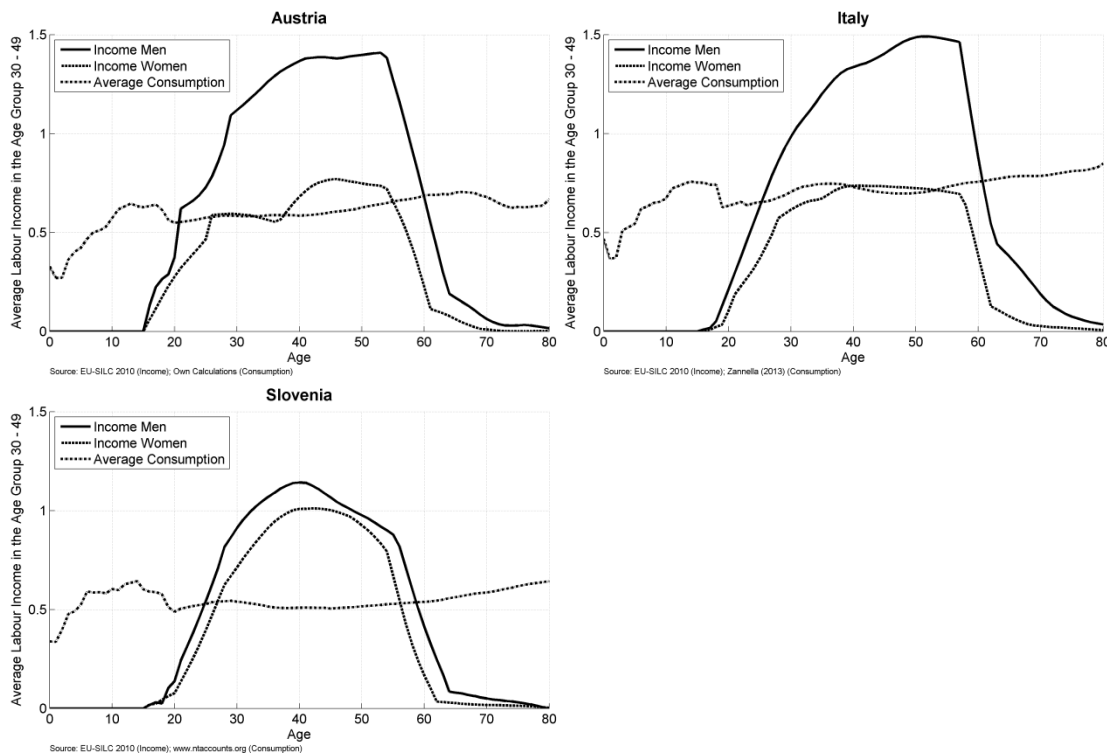 Austria
Average Labour Income in the Age Group 30 - 49
1.5
1
0.5
0
Income Men
Income Women
Average Consumption
0 10 20 30 40 50 60 70 80
Age
Source: EU-SILC 2010 (Income); Own Calculations (Consumption)
Italy
Average Labour Income in the Age Group 30 - 49
1.5
1
0.5
0
Income Men
Income Women
Average Consumption
0 10 20 30 40 50 60 70 80
Age
Source: EU-SILC 2010 (Income); Zannella (2013) (Consumption)
Slovenia
Average Labour Income in the Age Group 30 - 49
1.5
1
0.5
0
Income Men
Income Women
Average Consumption
0 10 20 30 40 50 60 70 80
Age
Source: EU-SILC 2010 (Income); www.ntaccounts.org (Consumption)